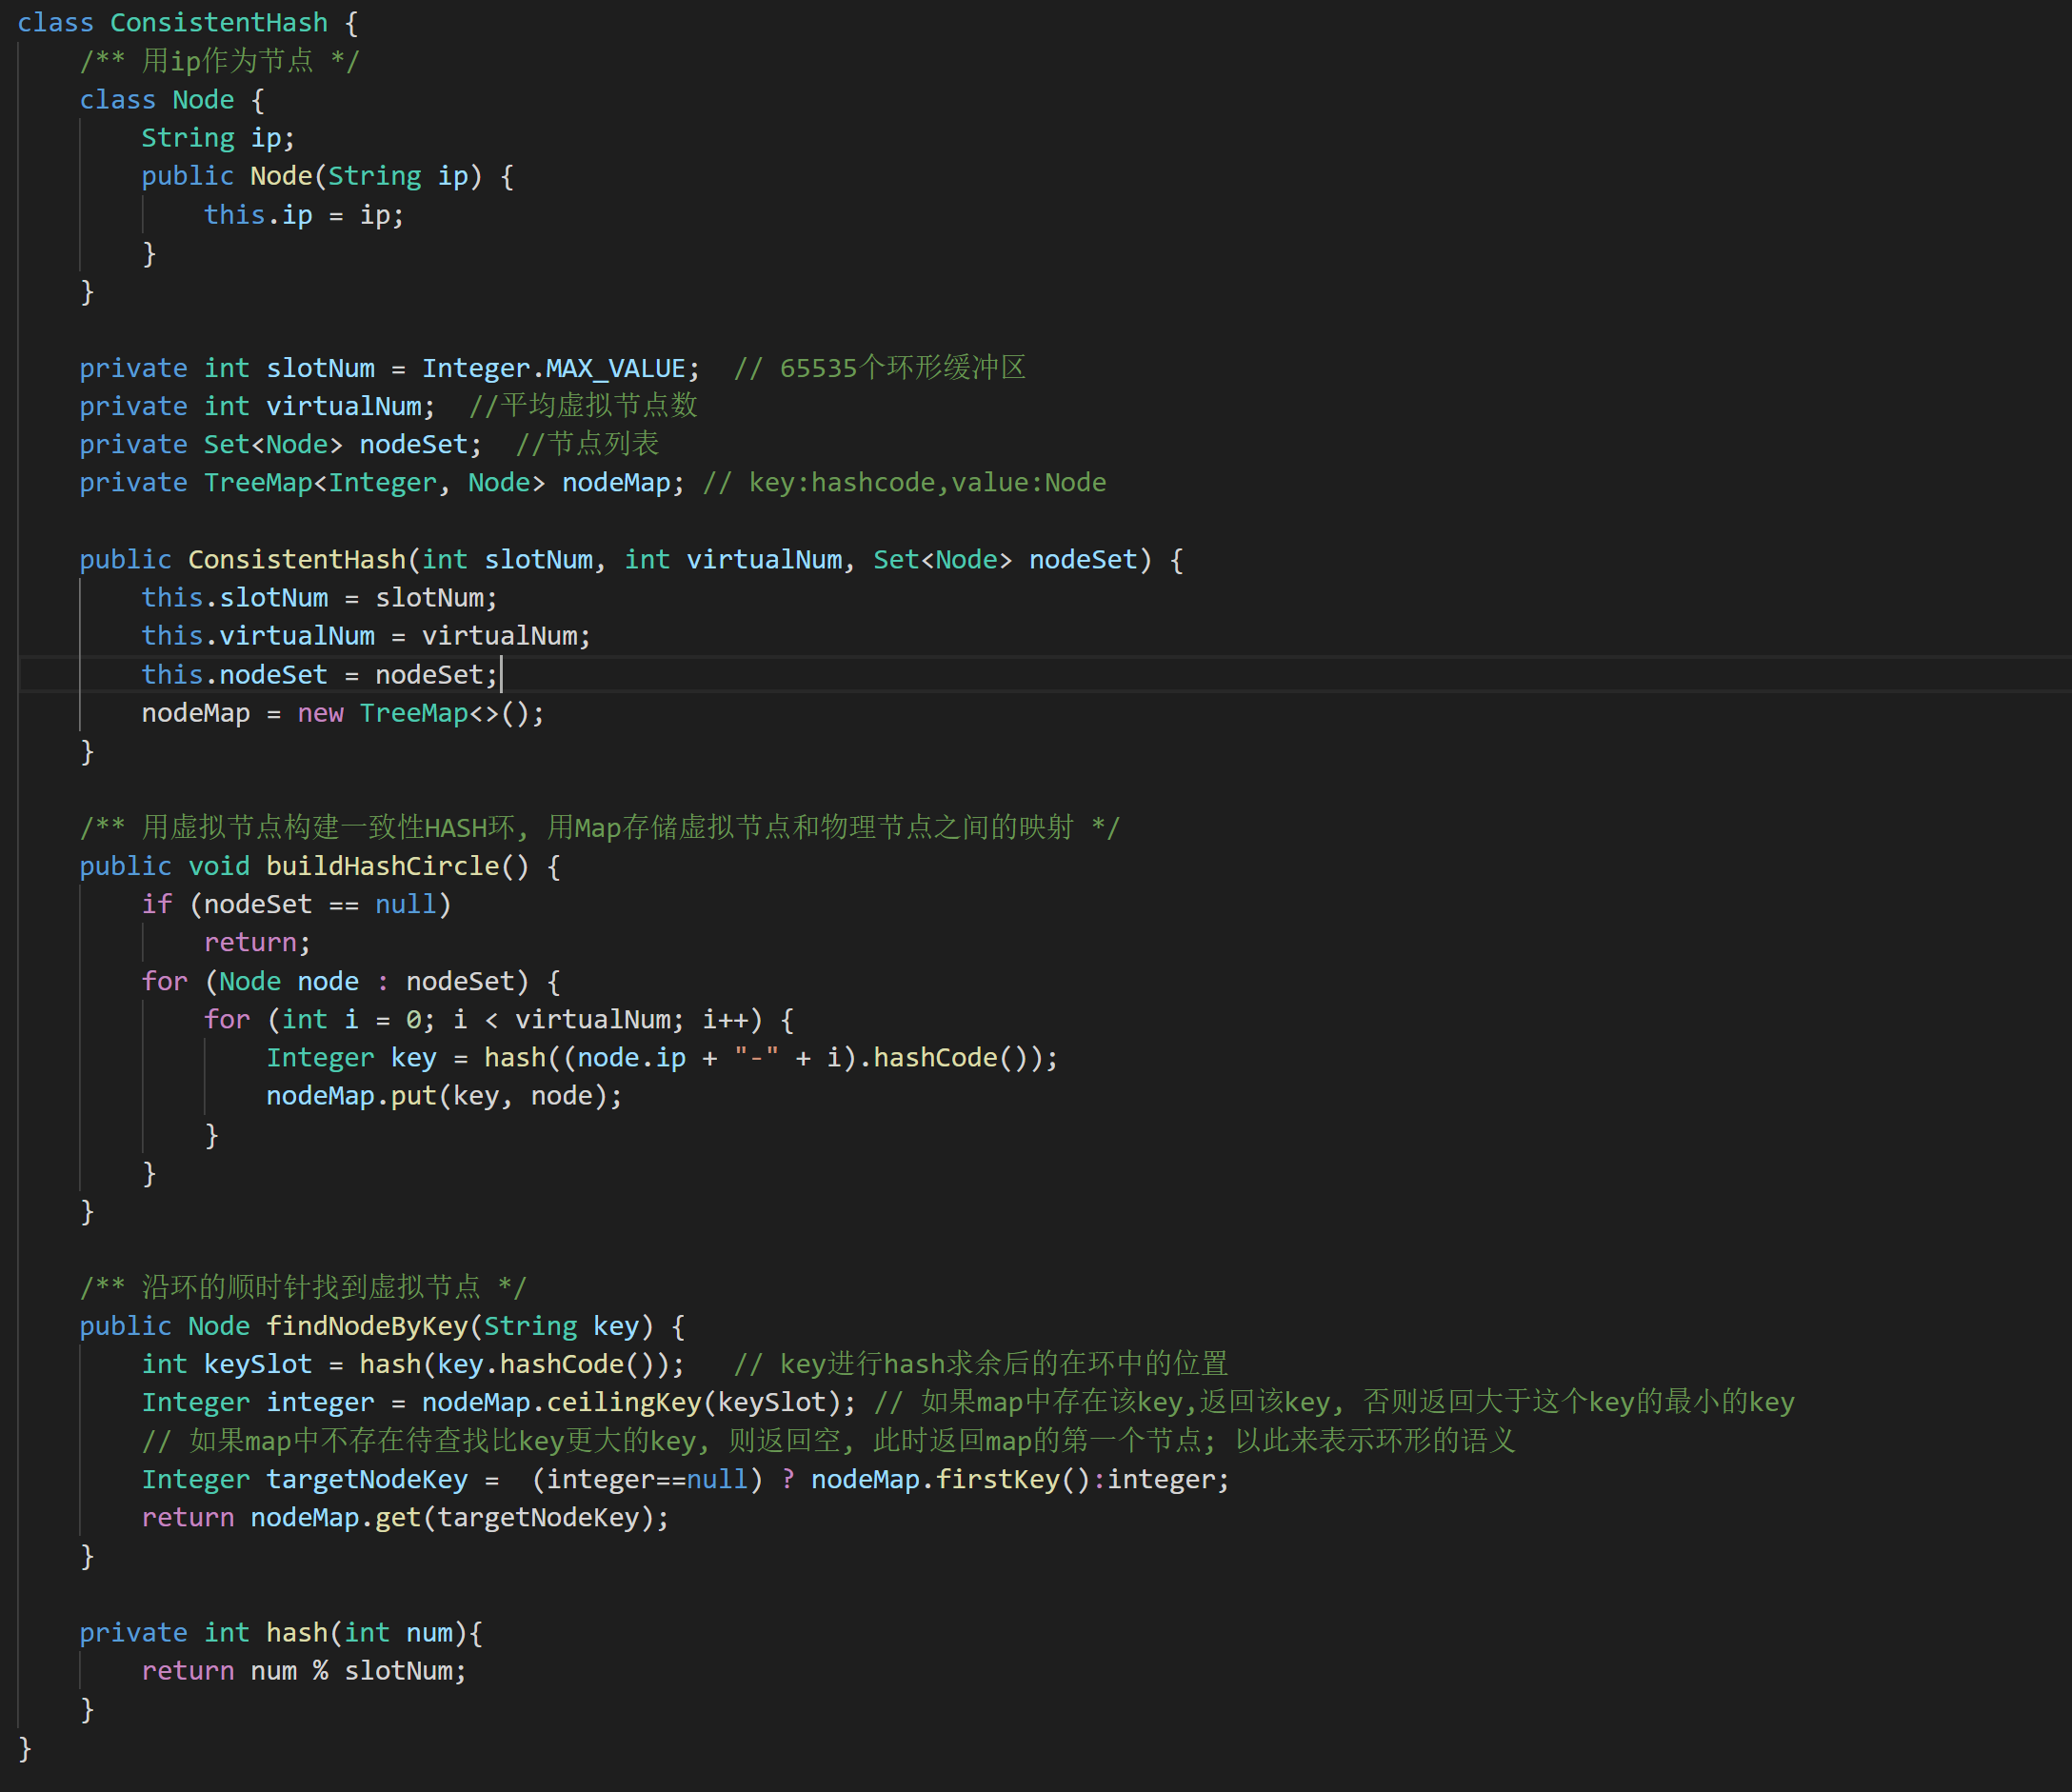 class ConsistentHash {
    /** 用ip作为节点 */
    class Node {
        String ip;
        public Node(String ip) {
            this.ip = ip;
        }
    }
    private int slotNum = Integer.MAX_VALUE;  // 65535个环形缓冲区
    private int virtualNum;  //平均虚拟节点数
    private Set<Node> nodeSet;  //节点列表
    private TreeMap<Integer, Node> nodeMap; // key:hashcode,value:Node
    public ConsistentHash(int slotNum, int virtualNum, Set<Node> nodeSet) {
        this.slotNum = slotNum;
        this.virtualNum = virtualNum;
        this.nodeSet = nodeSet;
        nodeMap = new TreeMap<>();
    }
    /** 用虚拟节点构建一致性HASH环, 用Map存储虚拟节点和物理节点之间的映射 */
    public void buildHashCircle() {
        if (nodeSet == null)
            return;
        for (Node node : nodeSet) {
            for (int i = 0; i < virtualNum; i++) {
                Integer key = hash((node.ip + "-" + i).hashCode());
                nodeMap.put(key, node);
            }
        }
    }
    /** 沿环的顺时针找到虚拟节点 */
    public Node findNodeByKey(String key) {
        int keySlot = hash(key.hashCode());   // key进行hash求余后的在环中的位置
        Integer integer = nodeMap.ceilingKey(keySlot); // 如果map中存在该key,返回该key, 否则返回大于这个key的最小的key
        // 如果map中不存在待查找比key更大的key, 则返回空, 此时返回map的第一个节点; 以此来表示环形的语义
        Integer targetNodeKey =  (integer==null) ? nodeMap.firstKey():integer;
        return nodeMap.get(targetNodeKey);
    }
    private int hash(int num){
        return num % slotNum;
    }
}